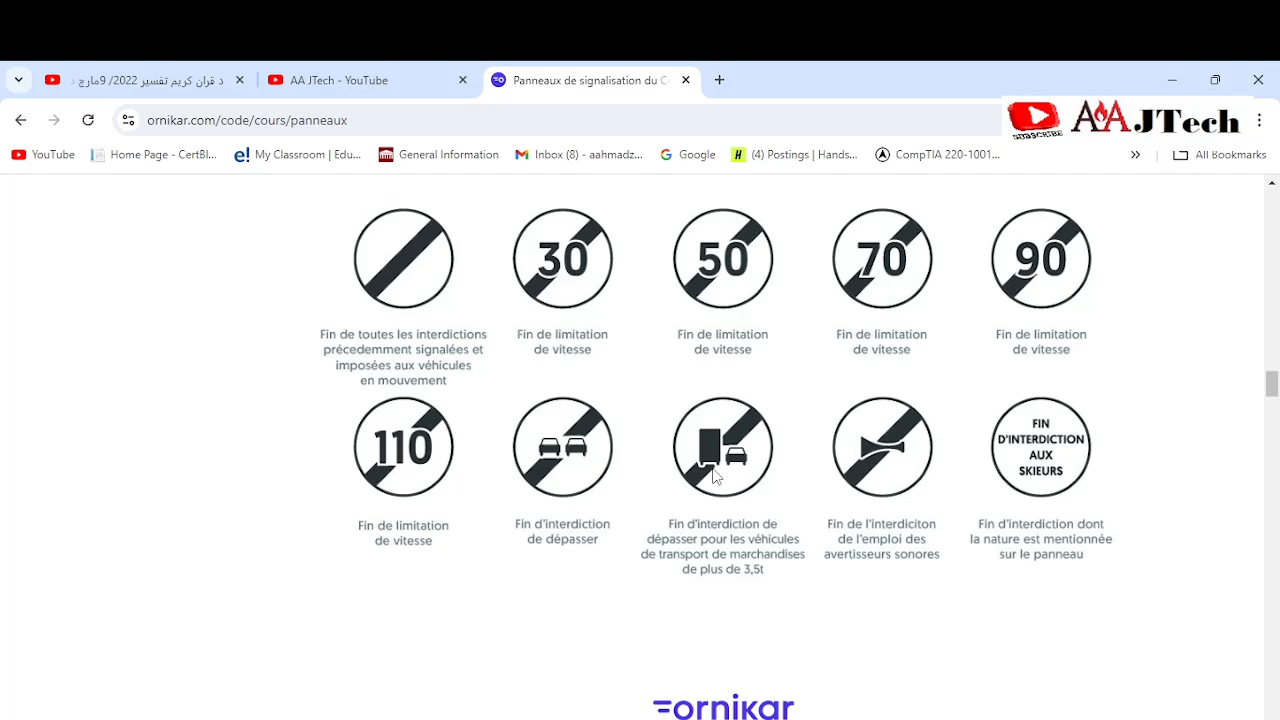 د قران کریم تفسیر 2022/ 9مارچ د
AA JTech - YouTube
Panneaux de signalisation du C
ornikar.com/code/cours/panneaux
SUBSCRIBE
AAJTech
YouTube
Home Page - CertBl...
My Classroom | Edu...
General Information
Inbox (8) - aahmadz...
Google
(4) Postings | Hands...
CompTIA 220-1001...
All Bookmarks
30
50
70
90
Fin de toutes les interdictions
précedemment signalées et
imposées aux véhicules
en mouvement
Fin de limitation
de vitesse
Fin de limitation
de vitesse
Fin de limitation
de vitesse
Fin de limitation
de vitesse
110
FIN
D'INTERDICTION
AUX
SKIEURS
Fin de limitation
de vitesse
Fin d'interdiction
de dépasser
Fin d'interdiction de
dépasser pour les véhicules
de transport de marchandises
de plus de 3,5t
Fin de l'interdiciton
de l'emploi des
avertisseurs sonores
Fin d'interdiction dont
la nature est mentionnée
sur le panneau
ornikar